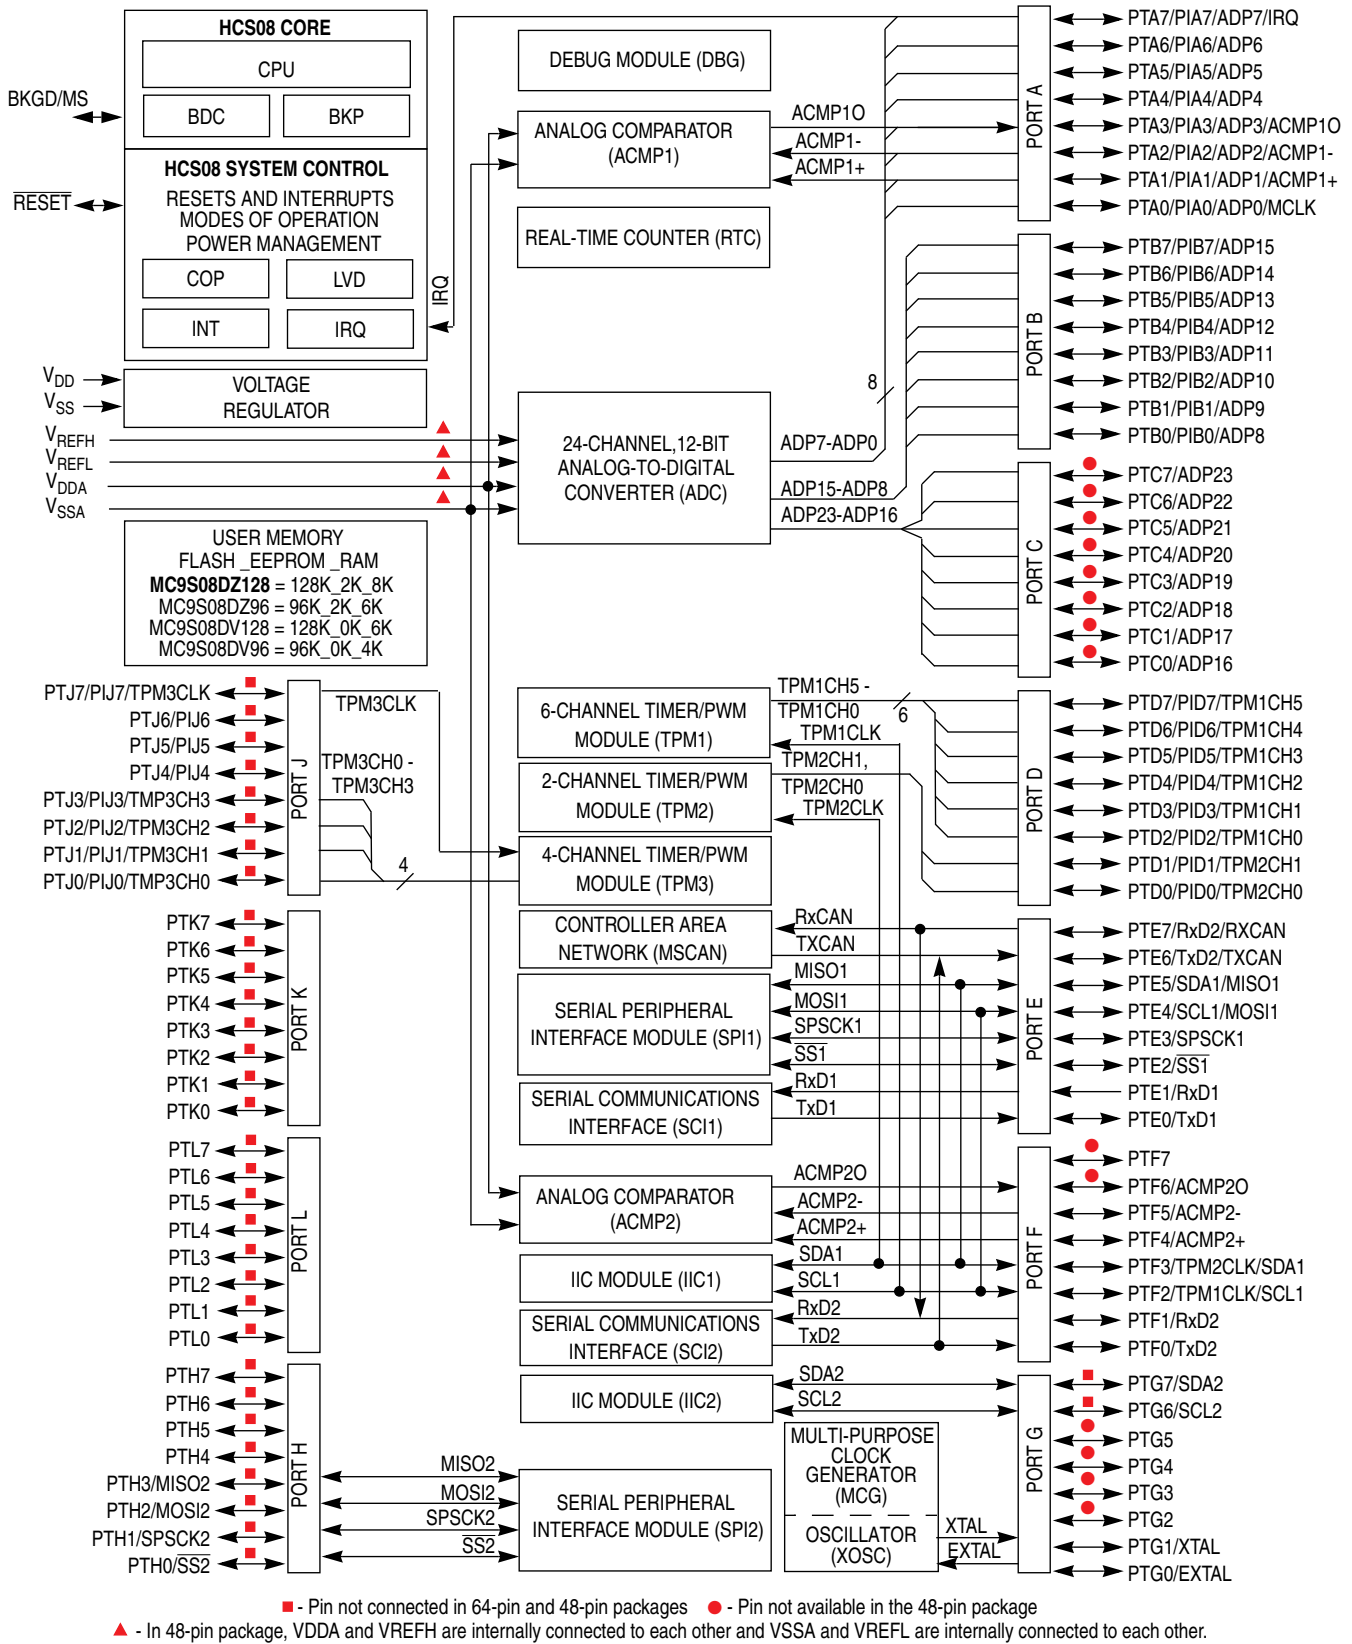 HCS08 CORE
CPU
BDC
BKP
BKGD/MS
HCS08 SYSTEM CONTROL
RESETS AND INTERRUPTS
MODES OF OPERATION
POWER MANAGEMENT
COP
LVD
INT
IRQ
RESET
IRQ
VDD
VSS
VOLTAGE
REGULATOR
VREFH
VREFL
VDDA
VSSA
USER MEMORY
FLASH _EEPROM _RAM
MC9S08DZ128 = 128K_2K_8K
MC9S08DZ96 = 96K_2K_6K
MC9S08DV128 = 128K_0K_6K
MC9S08DV96 = 96K_0K_4K
DEBUG MODULE (DBG)
ANALOG COMPARATOR
(ACMP1)
ACMP1O
ACMP1-
ACMP1+
REAL-TIME COUNTER (RTC)
24-CHANNEL,12-BIT
ANALOG-TO-DIGITAL
CONVERTER (ADC)
8
ADP7-ADP0
ADP15-ADP8
ADP23-ADP16
PORT A
PTA7/PIA7/ADP7/IRQ
PTA6/PIA6/ADP6
PTA5/PIA5/ADP5
PTA4/PIA4/ADP4
PTA3/PIA3/ADP3/ACMP1O
PTA2/PIA2/ADP2/ACMP1-
PTA1/PIA1/ADP1/ACMP1+
PTA0/PIA0/ADP0/MCLK
PORT B
PTB7/PIB7/ADP15
PTB6/PIB6/ADP14
PTB5/PIB5/ADP13
PTB4/PIB4/ADP12
PTB3/PIB3/ADP11
PTB2/PIB2/ADP10
PTB1/PIB1/ADP9
PTB0/PIB0/ADP8
PORT C
PTC7/ADP23
PTC6/ADP22
PTC5/ADP21
PTC4/ADP20
PTC3/ADP19
PTC2/ADP18
PTC1/ADP17
PTC0/ADP16
PTJ7/PIJ7/TPM3CLK
PTJ6/PIJ6
PTJ5/PIJ5
PTJ4/PIJ4
PTJ3/PIJ3/TMP3CH3
PTJ2/PIJ2/TPM3CH2
PTJ1/PIJ1/TPM3CH1
PTJ0/PIJ0/TMP3CH0
PORT J
TPM3CLK
TPM3CH0 -
TPM3CH3
4
6-CHANNEL TIMER/PWM
MODULE (TPM1)
TPM1CH5 -
TPM1CH0
6
TPM1CLK
2-CHANNEL TIMER/PWM
MODULE (TPM2)
TPM2CH1,
TPM2CH0
TPM2CLK
4-CHANNEL TIMER/PWM
MODULE (TPM3)
PORT D
PTD7/PID7/TPM1CH5
PTD6/PID6/TPM1CH4
PTD5/PID5/TPM1CH3
PTD4/PID4/TPM1CH2
PTD3/PID3/TPM1CH1
PTD2/PID2/TPM1CH0
PTD1/PID1/TPM2CH1
PTD0/PID0/TPM2CH0
PTK7
PTK6
PTK5
PTK4
PTK3
PTK2
PTK1
PTK0
PORT K
CONTROLLER AREA
NETWORK (MSCAN)
RxCAN
TXCAN
SERIAL PERIPHERAL
INTERFACE MODULE (SPI1)
MISO1
MOSI1
SPSCK1
SS1
SERIAL COMMUNICATIONS
INTERFACE (SCI1)
RxD1
TxD1
PORT E
PTE7/RxD2/RXCAN
PTE6/TxD2/TXCAN
PTE5/SDA1/MISO1
PTE4/SCL1/MOSI1
PTE3/SPSCK1
PTE2/SS1
PTE1/RxD1
PTE0/TxD1
PTL7
PTL6
PTL5
PTL4
PTL3
PTL2
PTL1
PTL0
PORT L
ANALOG COMPARATOR
(ACMP2)
ACMP2O
ACMP2-
ACMP2+
IIC MODULE (IIC1)
SDA1
SCL1
SERIAL COMMUNICATIONS
INTERFACE (SCI2)
RxD2
TxD2
PORT F
PTF7
PTF6/ACMP2O
PTF5/ACMP2-
PTF4/ACMP2+
PTF3/TPM2CLK/SDA1
PTF2/TPM1CLK/SCL1
PTF1/RxD2
PTF0/TxD2
PTH7
PTH6
PTH5
PTH4
PTH3/MISO2
PTH2/MOSI2
PTH1/SPSCK2
PTH0/SS2
PORT H
MISO2
MOSI2
SPSCK2
SS2
IIC MODULE (IIC2)
SDA2
SCL2
SERIAL PERIPHERAL
INTERFACE MODULE (SPI2)
MULTI-PURPOSE
CLOCK
GENERATOR
(MCG)
OSCILLATOR
(XOSC)
XTAL
EXTAL
PORT G
PTG7/SDA2
PTG6/SCL2
PTG5
PTG4
PTG3
PTG2
PTG1/XTAL
PTG0/EXTAL
- Pin not connected in 64-pin and 48-pin packages
- Pin not available in the 48-pin package
- In 48-pin package, VDDA and VREFH are internally connected to each other and VSSA and VREFL are internally connected to each other.